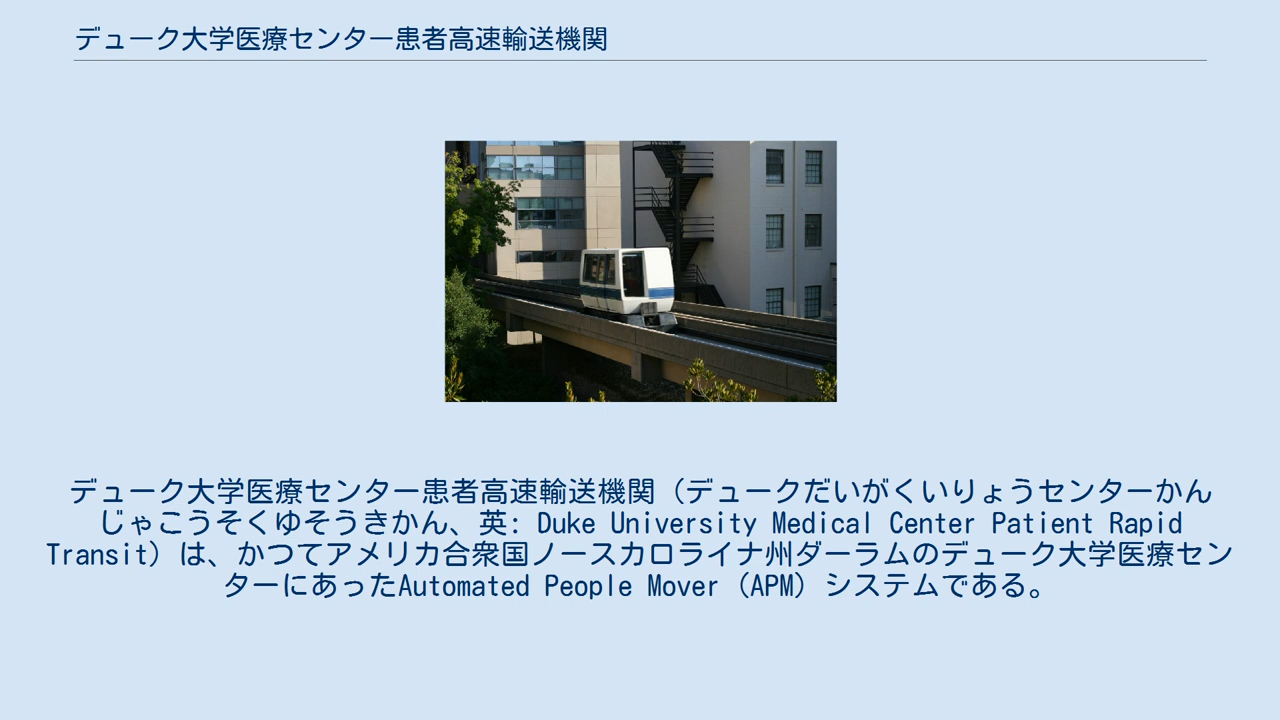 デューク大学医療センター患者高速輸送機関
デューク大学医療センター患者高速輸送機関（デュークだいがくいりょうセンターかん
じゃこうそくゆそうきかん、英: Duke University Medical Center Patient Rapid
Transit）は、かつてアメリカ合衆国ノースカロライナ州ダーラムのデューク大学医療セン
ターにあったAutomated People Mover（APM）システムである。